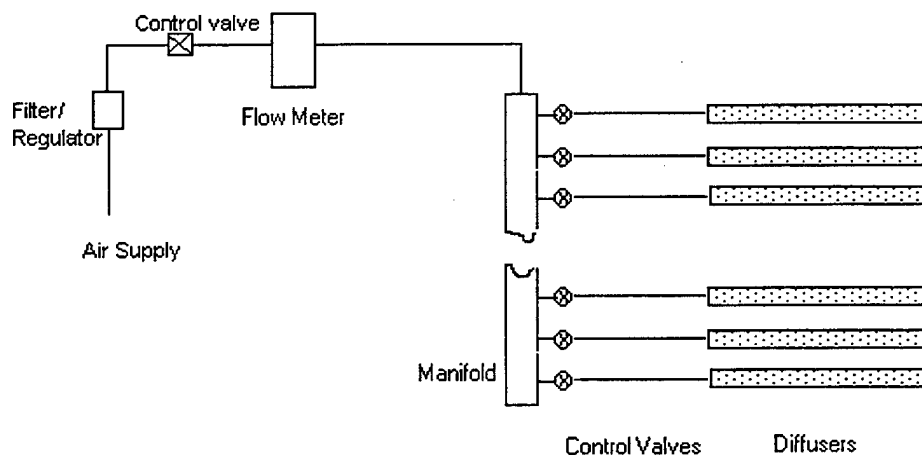 Control valve
Filter/
Regulator
Flow Meter
Air Supply
Manifold
Control Valves
Diffusers